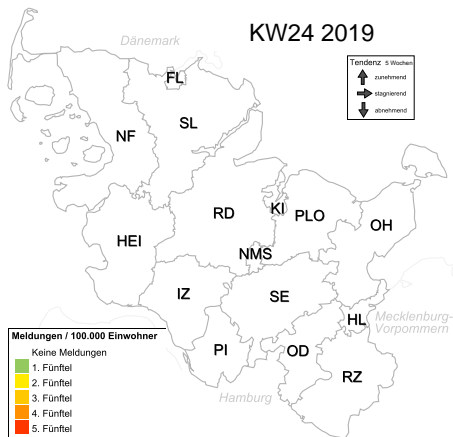 KW24 2019
Dänemark
Tendenz 5 Wochen
zunehmend
stagnierend
abnehmend
FL
SL
NF
RD
KI
PLO
OH
HEI
NMS
IZ
SE
HL
Mecklenburg-
Vorpommern
PI
OD
RZ
Hamburg
Meldungen / 100.000 Einwohner
Keine Meldungen
1. Fünftel
2. Fünftel
3. Fünftel
4. Fünftel
5. Fünftel